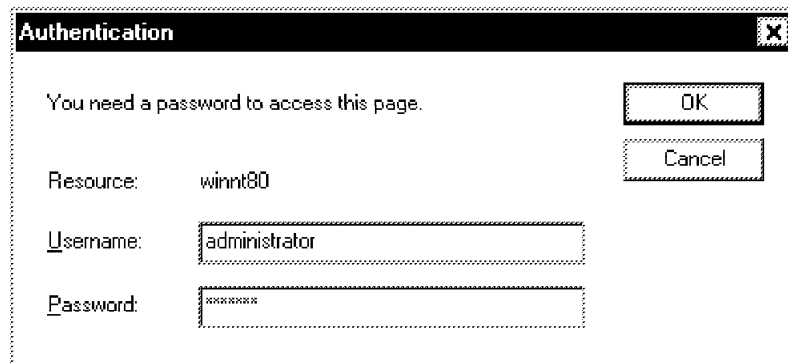 Authentication
You need a password to access this page.
OK
Cancel
Resource: winnt80
Username: administrator
Password: *******